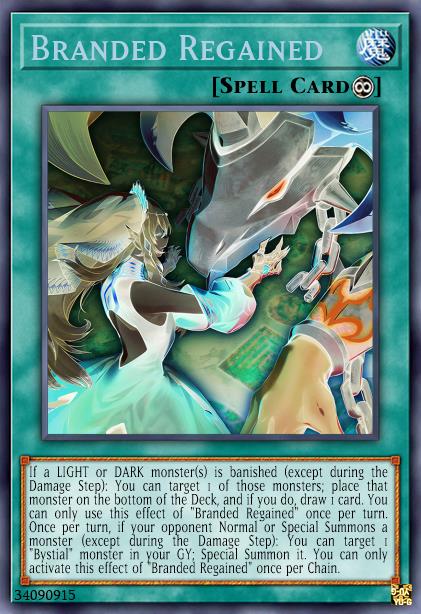 Branded Regained
魔
[Spell Card∞]
If a LIGHT or DARK monster(s) is banished (except during the
Damage Step): You can target 1 of those monsters; place that
monster on the bottom of the Deck, and if you do, draw 1 card. You
can only use this effect of "Branded Regained" once per turn.
Once per turn, if your opponent Normal or Special Summons a
monster (except during the Damage Step): You can target 1
"Bystial" monster in your GY; Special Summon it. You can only
activate this effect of "Branded Regained" once per Chain.
34090915